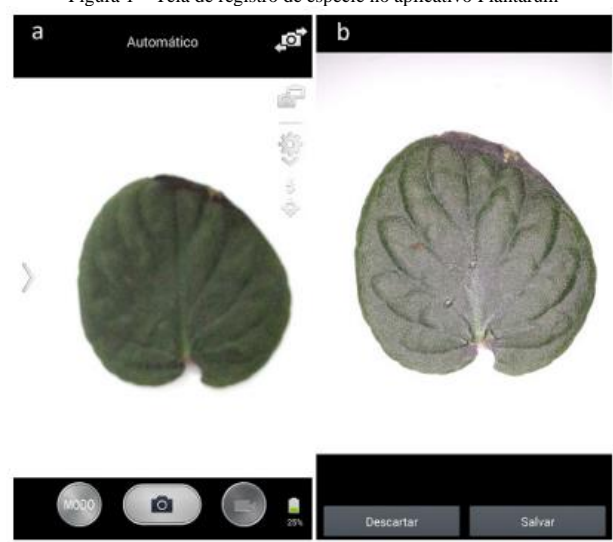 Figura 1 – Tela de registro de espécie no aplicativo Plantarum
a
Automático
b
MODO
25%
Descartar
Salvar